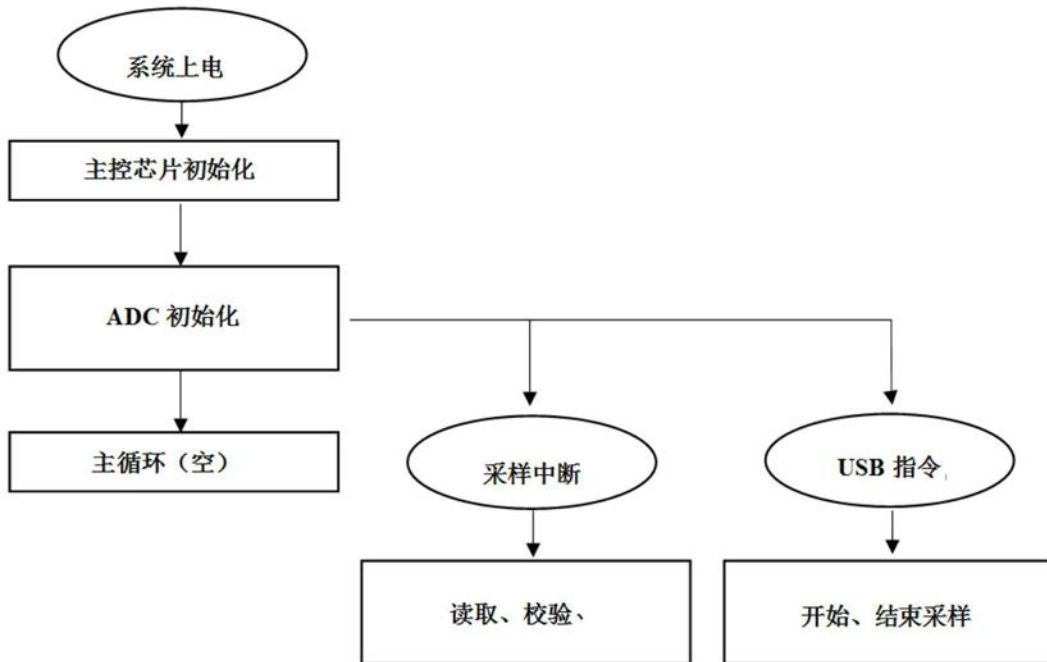 系统上电
主控芯片初始化
ADC 初始化
主循环（空）
采样中断
USB 指令
读取、校验、
开始、结束采样